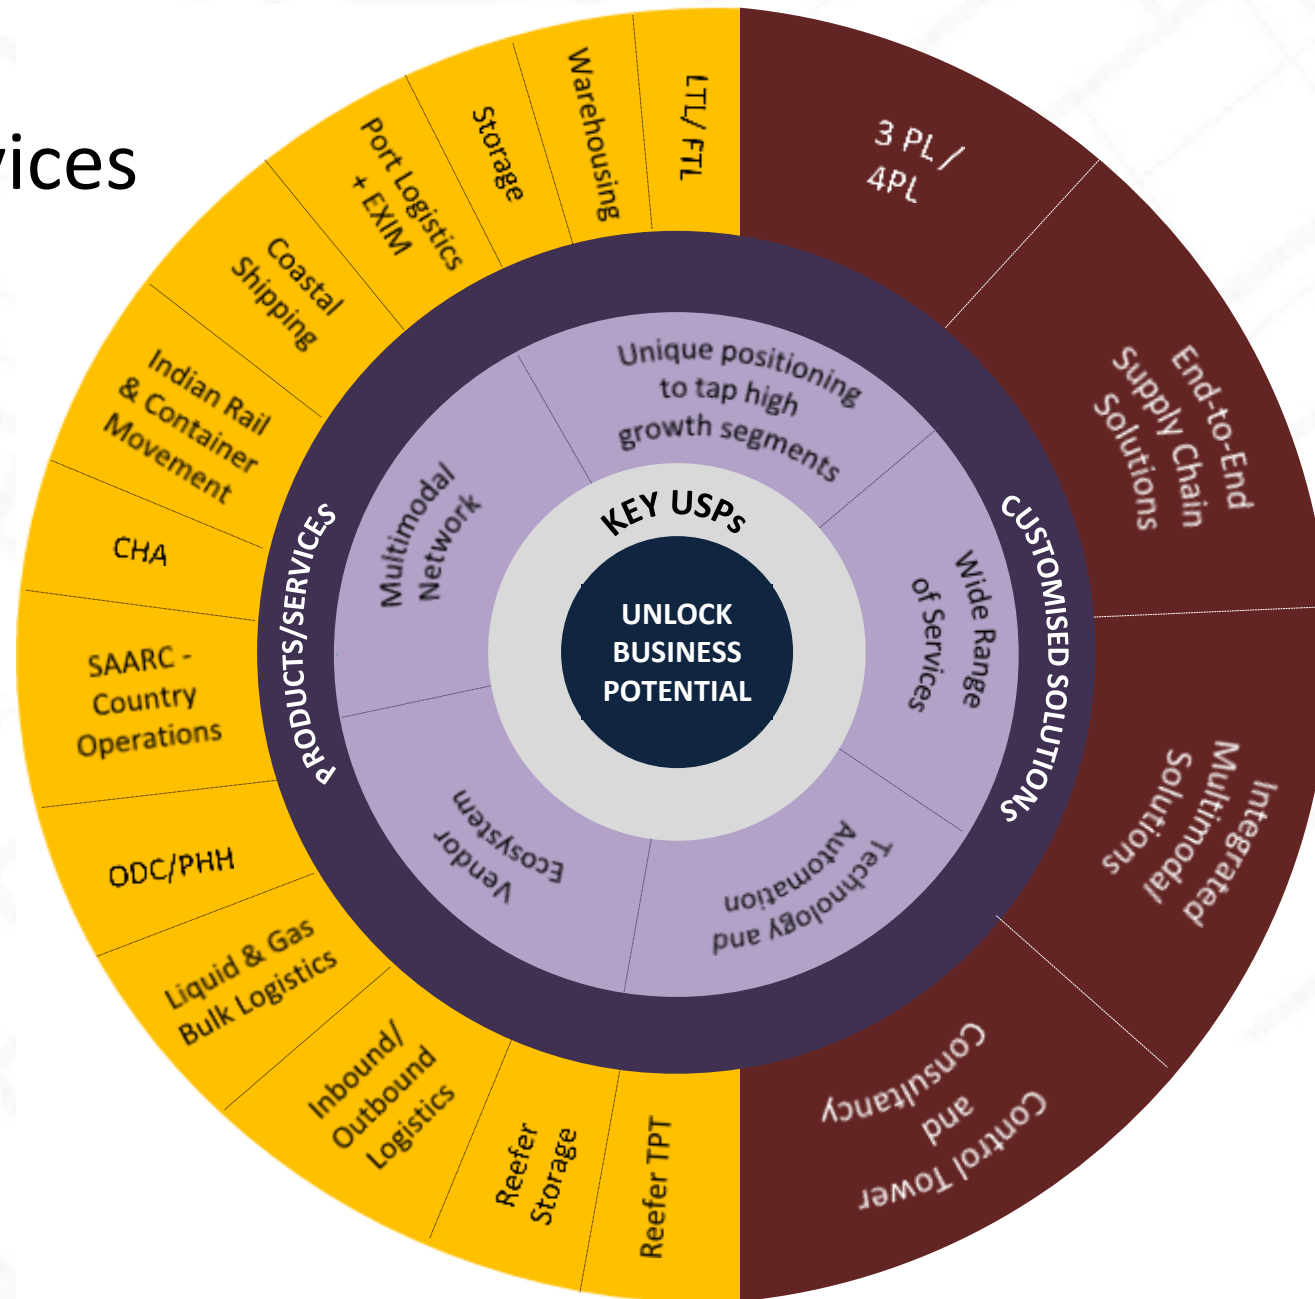 vices
LTL/ FTL
Warehousing
Storage
Port Logistics
+ EXIM
Coastal
Shipping
Indian Rail
& Container
Movement
CHA
SAARC -
Country
Operations
ODC/PHH
Liquid & Gas
Bulk Logistics
Inbound/
Outbound
Logistics
Reefer
Storage
Reefer TPT
3 PL/
4PL
End-to-End
Supply Chain
Solutions
Integrated
Multimodal
Solutions
Control Tower
and
Consultancy
PRODUCTS/SERVICES
CUSTOMISED SOLUTIONS
Unique positioning
to tap high
growth segments
Wide Range
of Services
Technology and
Automation
Vendor
Ecosystem
Multimodal
Network
KEY USPs
UNLOCK
BUSINESS
POTENTIAL